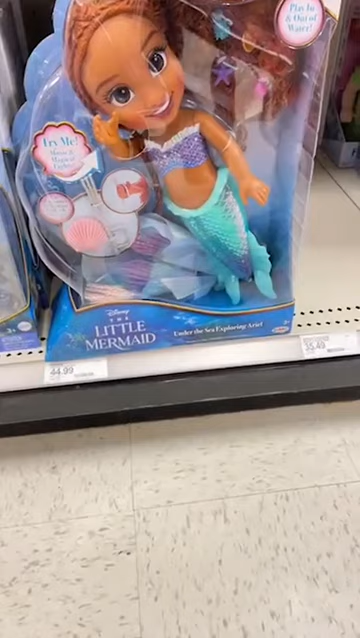 Play In
& Out of
Water!
Try Me!
Disney
THE
LITTLE
MERMAID
Under the Sea Exploring Ariel
3+
44.99
35.49